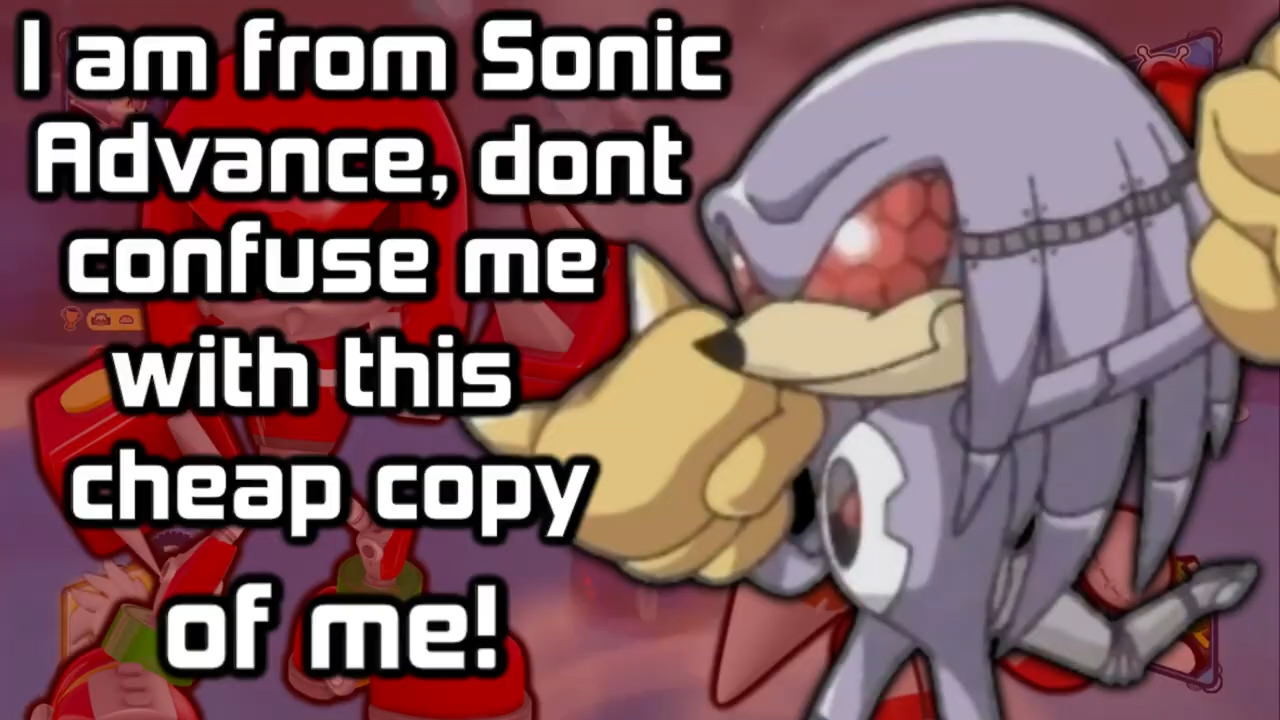 I am from Sonic
Advance, dont
confuse me
with this
cheap copy
of me!